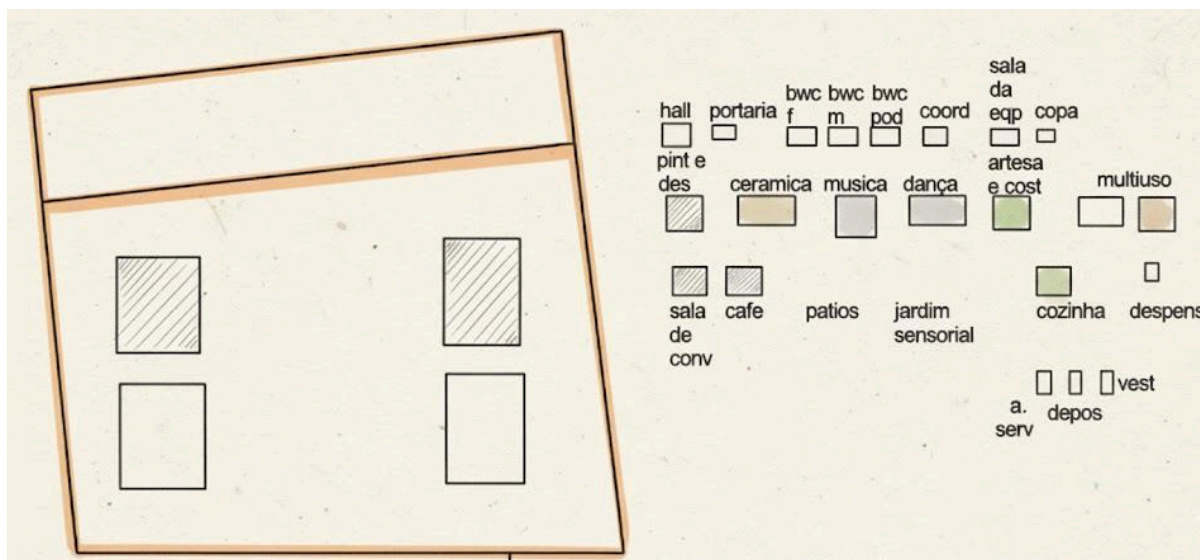 hall
portaria
bwc f
bwc m
bwc pod
coord
sala da eqp
copa
pint e des
ceramica
musica
dança
artesa e cost
multiuso
sala de conv
cafe
patios
jardim sensorial
cozinha
despens
a. serv
depos
vest